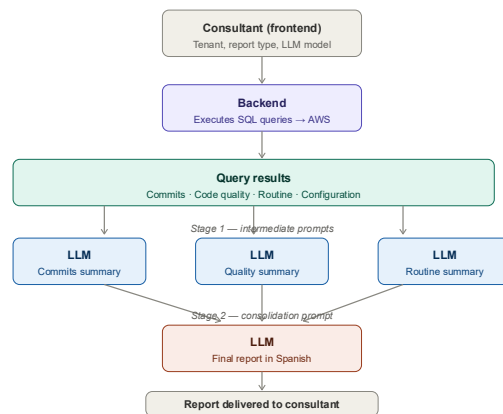 Consultant (frontend)
Tenant, report type, LLM model
Backend
Executes SQL queries → AWS
Query results
Commits · Code quality · Routine · Configuration
Stage 1 — intermediate prompts
LLM
Commits summary
LLM
Quality summary
LLM
Routine summary
Stage 2 — consolidation prompt
LLM
Final report in Spanish
Report delivered to consultant